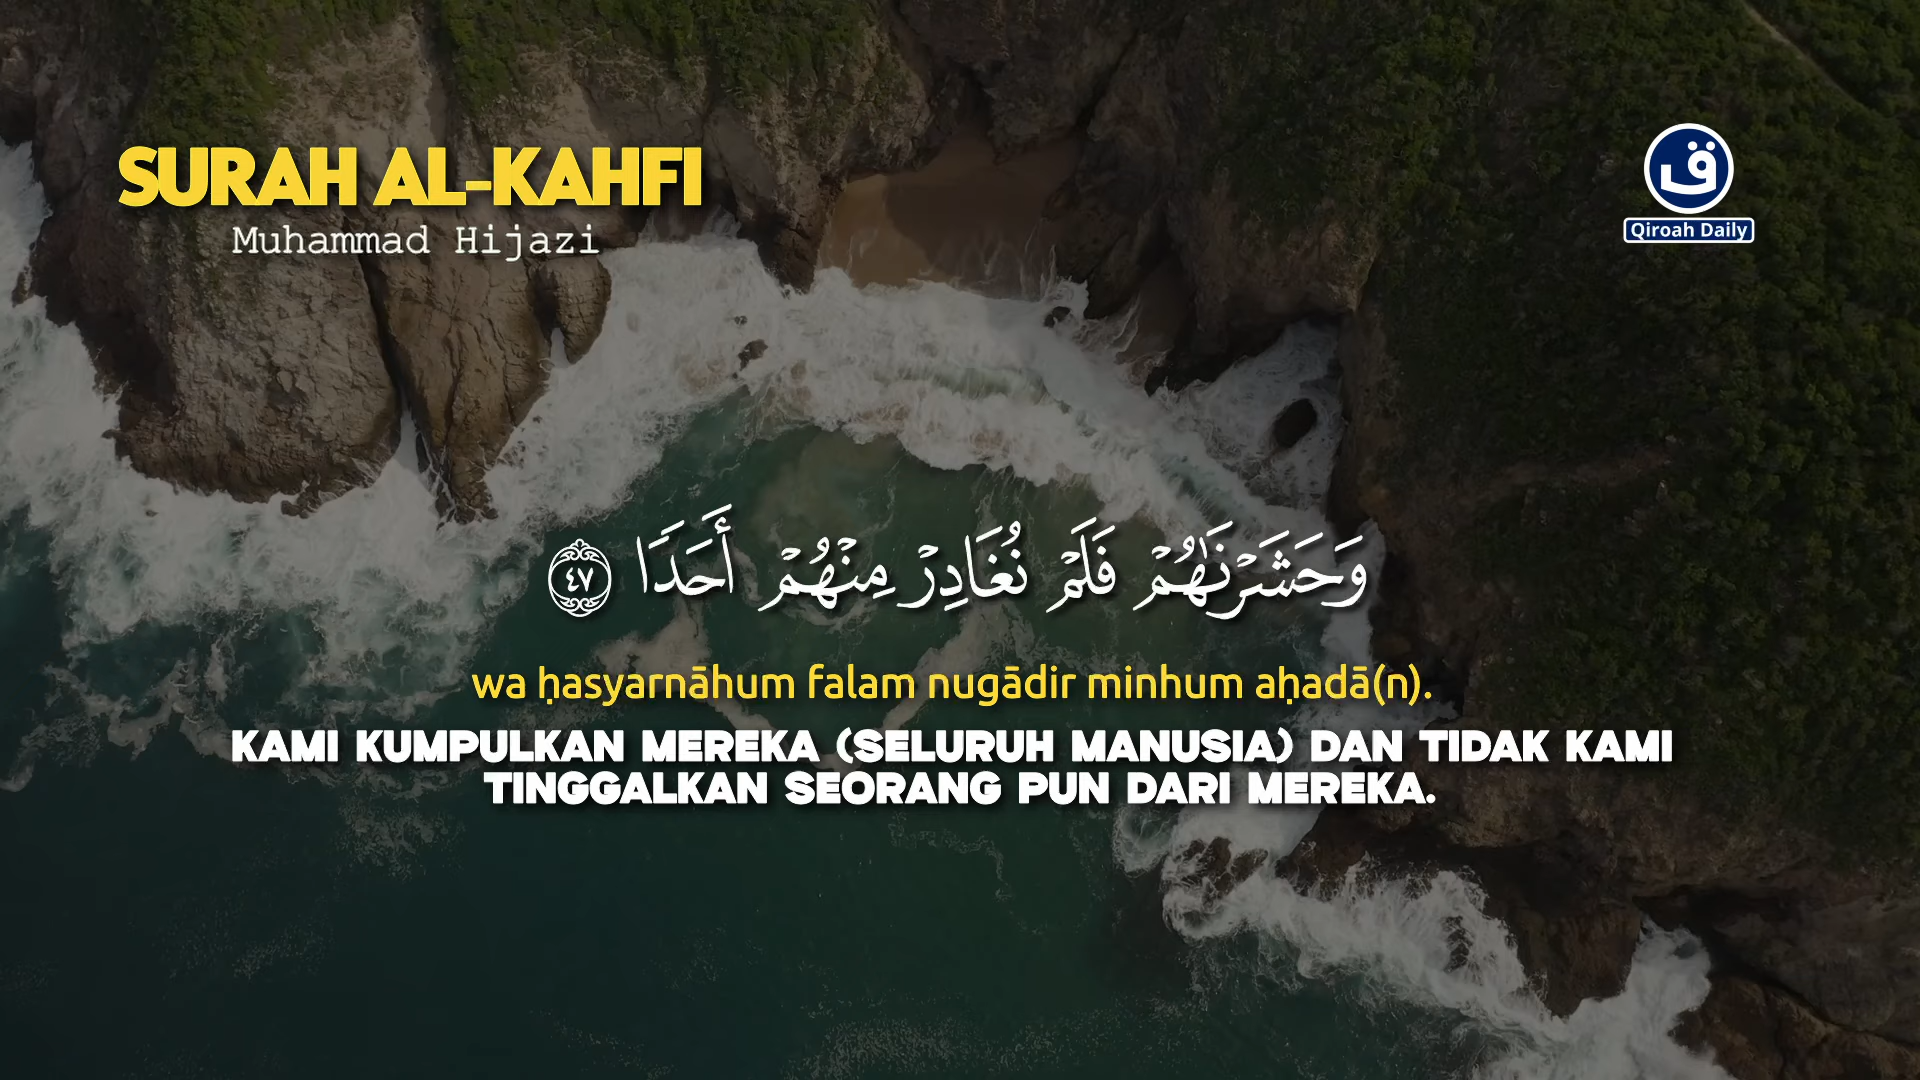 SURAH AL-KAHFI
Muhammad Hijazi
ق
Qiroah Daily
وَحَشَرْنَٰهُمْ فَلَمْ نُغَادِرْ مِنْهُمْ أَحَدًا ٤٧
wa ḥasyarnāhum falam nugādir minhum aḥadā(n).
KAMI KUMPULKAN MEREKA (SELURUH MANUSIA) DAN TIDAK KAMI
TINGGALKAN SEORANG PUN DARI MEREKA.